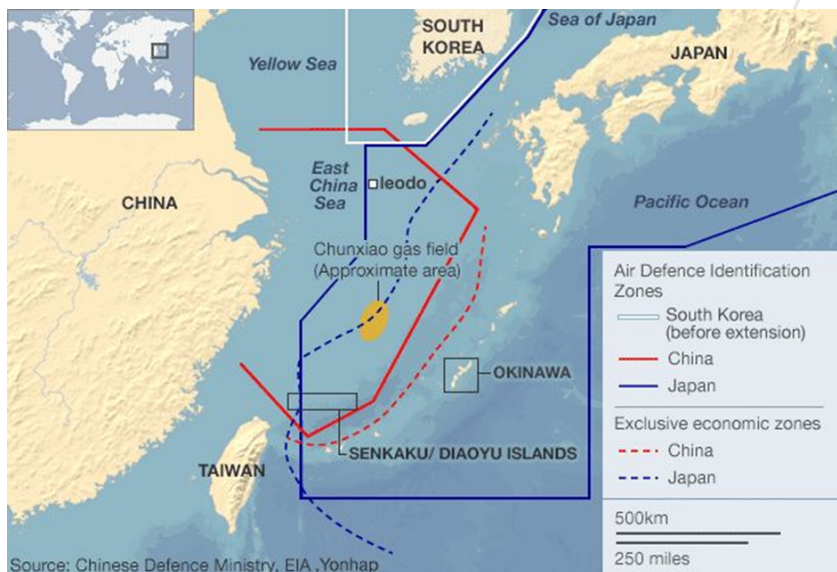 SOUTH
KOREA
Sea of Japan
JAPAN
Yellow Sea
East
China
Sea
Ieodo
CHINA
Pacific Ocean
Chunxiao gas field
(Approximate area)
OKINAWA
SENKAKU/ DIAOYU ISLANDS
TAIWAN
Air Defence Identification
Zones
South Korea
(before extension)
China
Japan
Exclusive economic zones
China
Japan
500km
250 miles
Source: Chinese Defence Ministry, EIA ,Yonhap